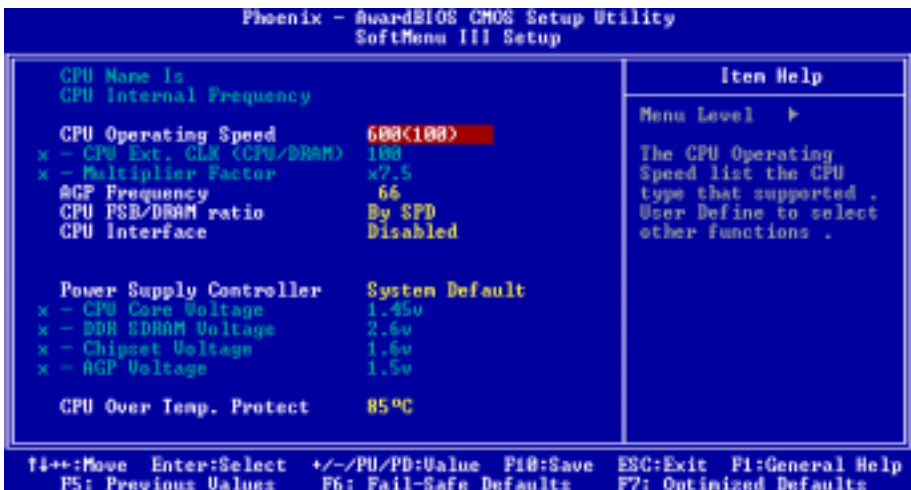 Phoenix - AwardBIOS CMOS Setup Utility
SoftMenu III Setup
CPU Name Is
CPU Internal Frequency
CPU Operating Speed 600(100)
x - CPU Ext. CLK (CPU/DRAM) 100
x - Multiplier Factor x7.5
AGP Frequency 66
CPU FSB/DRAM ratio By SPD
CPU Interface Disabled
Power Supply Controller System Default
x - CPU Core Voltage 1.45v
x - DDR SDRAM Voltage 2.6v
x - Chipset Voltage 1.6v
x - AGP Voltage 1.5v
CPU Over Temp. Protect 85ºC
Item Help
Menu Level ►
The CPU Operating
Speed list the CPU
type that supported .
User Define to select
other functions .
↑↓→←:Move Enter:Select +/-/PU/PD:Value F10:Save ESC:Exit F1:General Help
F5: Previous Values F6: Fail-Safe Defaults F7: Optimized Defaults